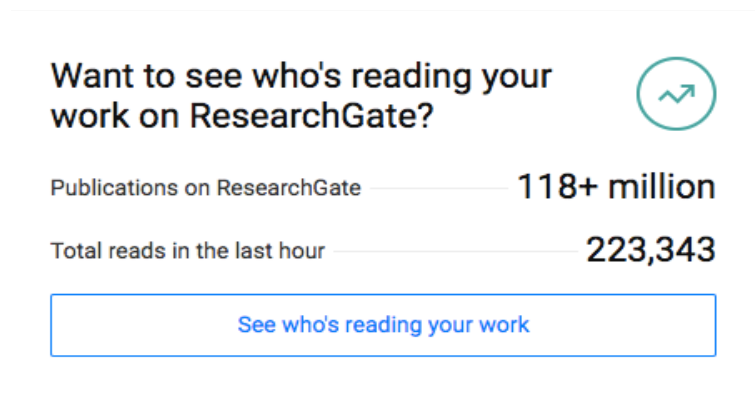 Want to see who's reading your
work on ResearchGate?
Publications on ResearchGate 118+ million
Total reads in the last hour 223,343
See who's reading your work